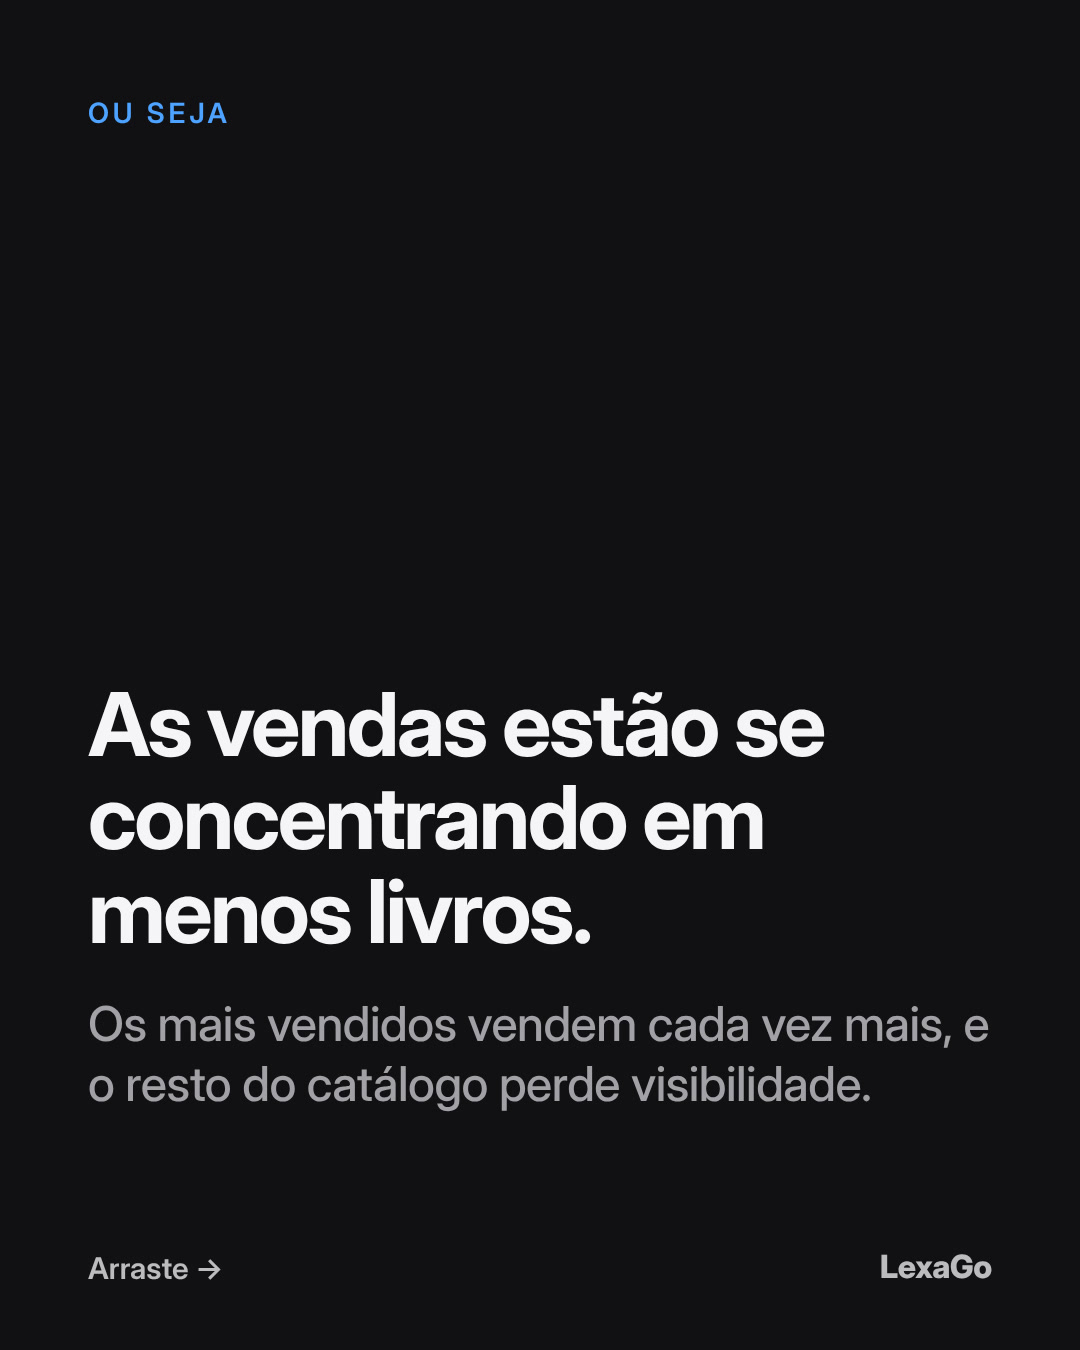 OU SEJA
As vendas estão se
concentrando em
menos livros.
Os mais vendidos vendem cada vez mais, e
o resto do catálogo perde visibilidade.
Arraste →
LexaGo